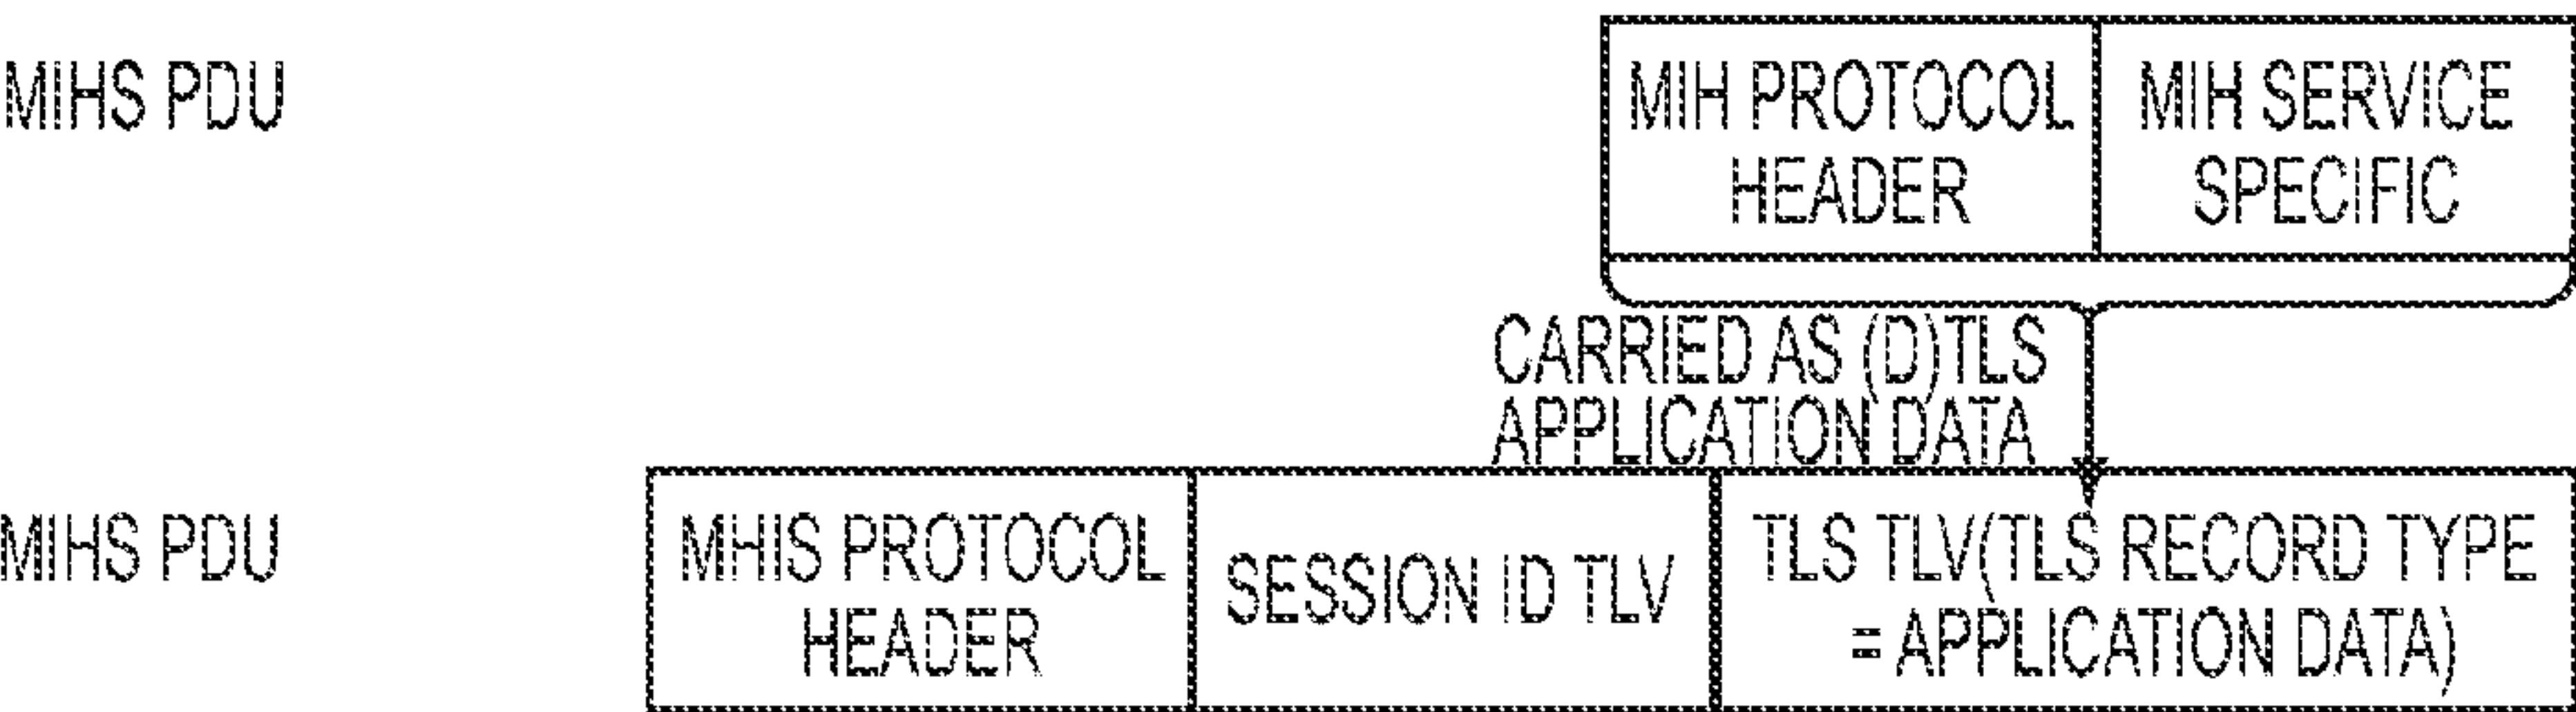 MIHS PDU
MIH PROTOCOL
HEADER
MIH SERVICE
SPECIFIC
CARRIED AS (D)TLS
APPLICATION DATA
MIHS PDU
MHIS PROTOCOL
HEADER
SESSION ID TLV
TLS TLV(TLS RECORD TYPE
= APPLICATION DATA)